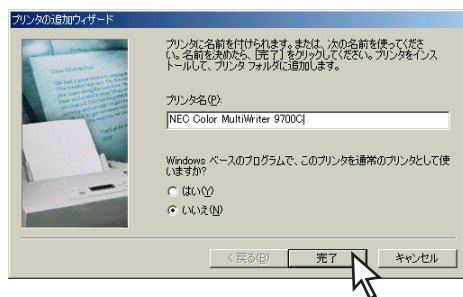 プリンタの追加ウィザード
プリンタに名前を付けられます。または、次の名前を使ってくださ
い。名前を決めたら、[完了] をクリックしてください。プリンタをインス
トールして、プリンタ フォルダに追加します。
プリンタ名(P):
NEC Color MultiWriter 9700C
Windows ベースのプログラムで、このプリンタを通常のプリンタとして使
いますか?
はい(Y)
いいえ(N)
< 戻る(B)
完了
キャンセル